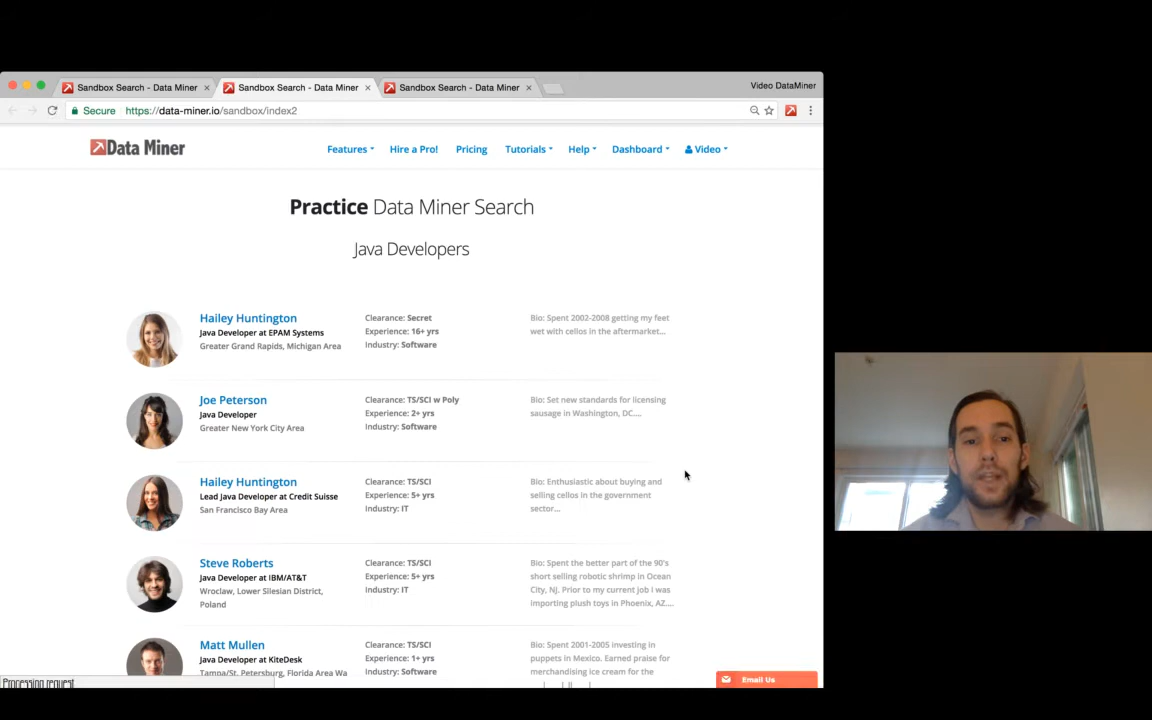 Sandbox Search - Data Miner
Sandbox Search - Data Miner
Sandbox Search - Data Miner
Video DataMiner
Secure https://data-miner.io/sandbox/index2
Data Miner
Features
Hire a Pro!
Pricing
Tutorials
Help
Dashboard
Video
Practice Data Miner Search
Java Developers
Hailey Huntington
Java Developer at EPAM Systems
Greater Grand Rapids, Michigan Area
Clearance: Secret
Experience: 16+ yrs
Industry: Software
Bio: Spent 2002-2008 getting my feet
wet with cellos in the aftermarket...
Joe Peterson
Java Developer
Greater New York City Area
Clearance: TS/SCI w Poly
Experience: 2+ yrs
Industry: Software
Bio: Set new standards for licensing
sausage in Washington, DC....
Hailey Huntington
Lead Java Developer at Credit Suisse
San Francisco Bay Area
Clearance: TS/SCI
Experience: 5+ yrs
Industry: IT
Bio: Enthusiastic about buying and
selling cellos in the government
sector...
Steve Roberts
Java Developer at IBM/AT&T
Wroclaw, Lower Silesian District,
Poland
Clearance: TS/SCI
Experience: 5+ yrs
Industry: IT
Bio: Spent the better part of the 90's
short selling robotic shrimp in Ocean
City, NJ. Prior to my current job I was
importing plush toys in Phoenix, AZ....
Matt Mullen
Java Developer at KiteDesk
Tampa/St. Petersburg, Florida Area Wa
Clearance: TS/SCI
Experience: 1+ yrs
Industry: Software
Bio: Spent 2001-2005 investing in
puppets in Mexico. Earned praise for
merchandising ice cream for the
Processing request
Email Us